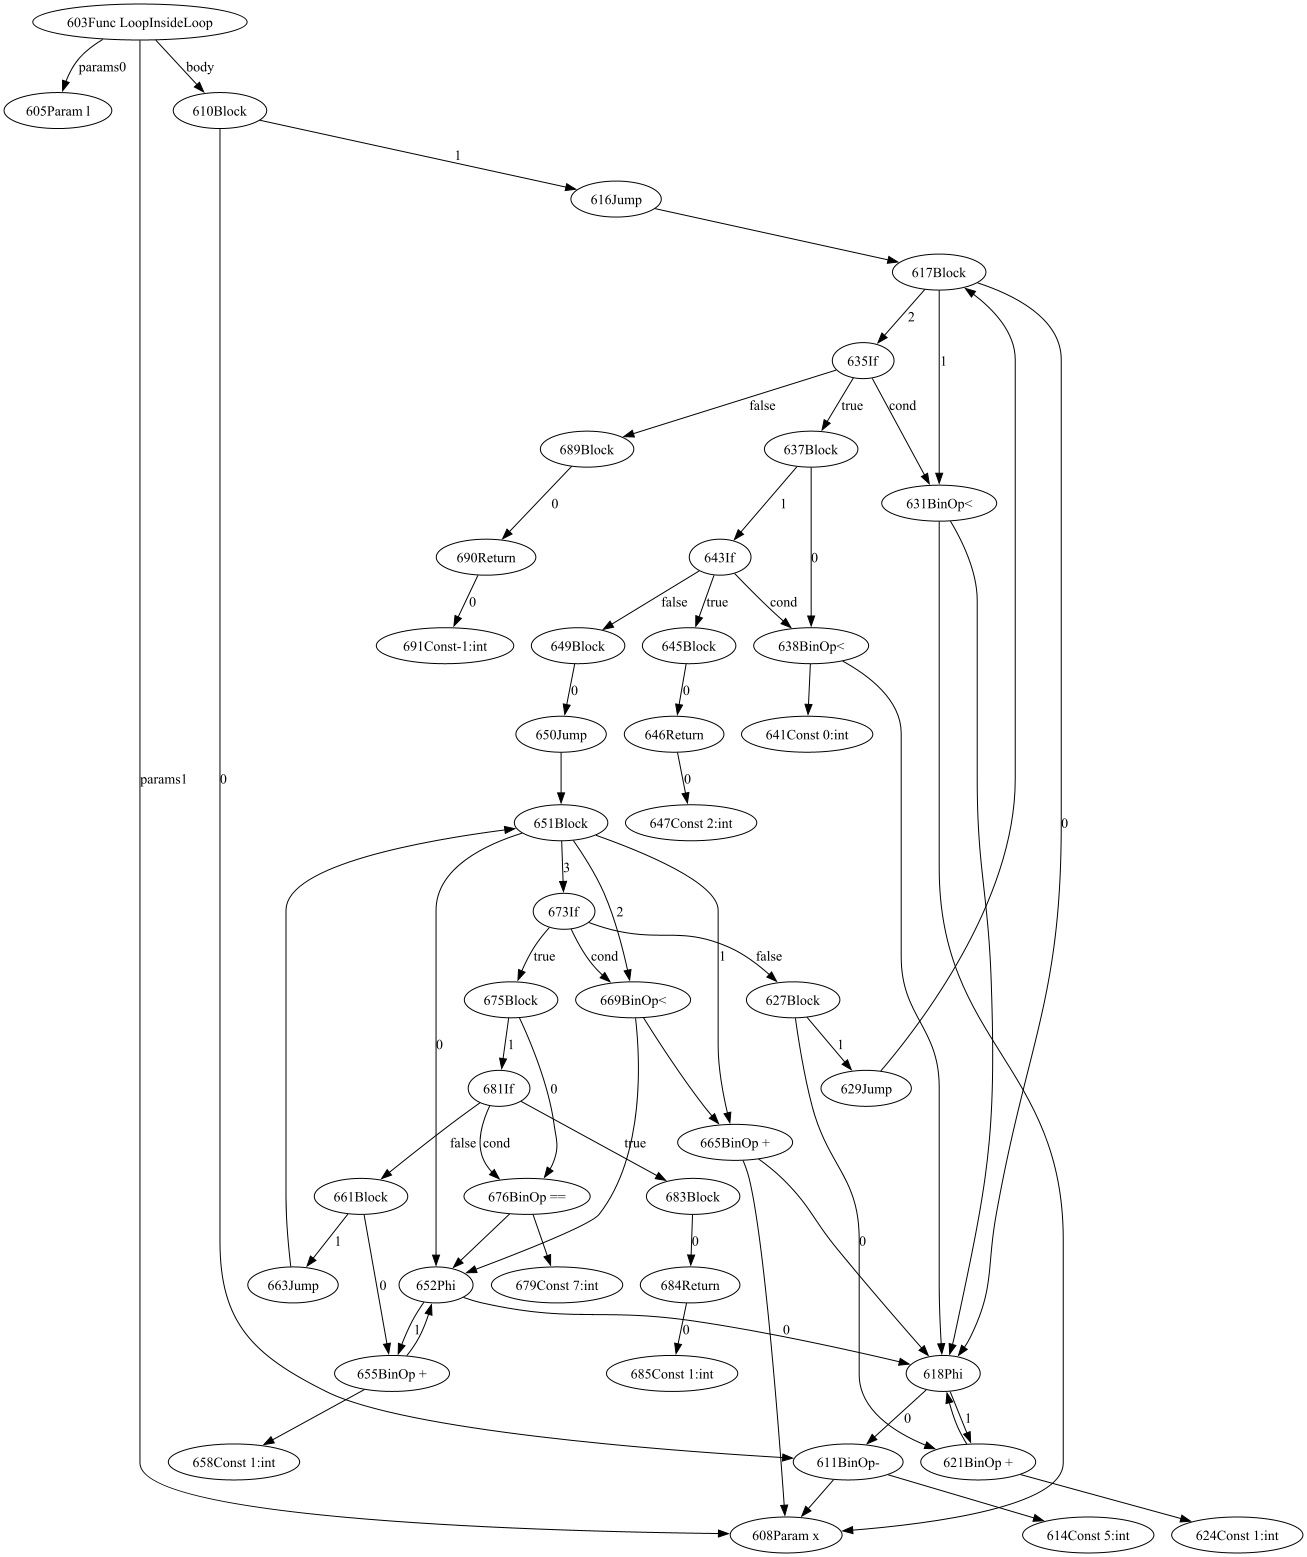 603Func LoopInsideLoop
params0
body
605Param l
610Block
1
616Jump
617Block
2
1
635If
false
true
cond
689Block
637Block
631BinOp<
0
1
690Return
643If
0
0
false
true
cond
691Const-1:int
649Block
645Block
638BinOp<
0
0
650Jump
646Return
641Const 0:int
params1
0
0
651Block
647Const 2:int
0
3
673If
2
true
cond
1
false
675Block
669BinOp<
627Block
0
1
1
681If
0
629Jump
false
cond
true
665BinOp +
661Block
676BinOp ==
683Block
1
0
0
0
663Jump
652Phi
679Const 7:int
684Return
1
0
0
655BinOp +
685Const 1:int
618Phi
0
1
658Const 1:int
611BinOp-
621BinOp +
608Param x
614Const 5:int
624Const 1:int